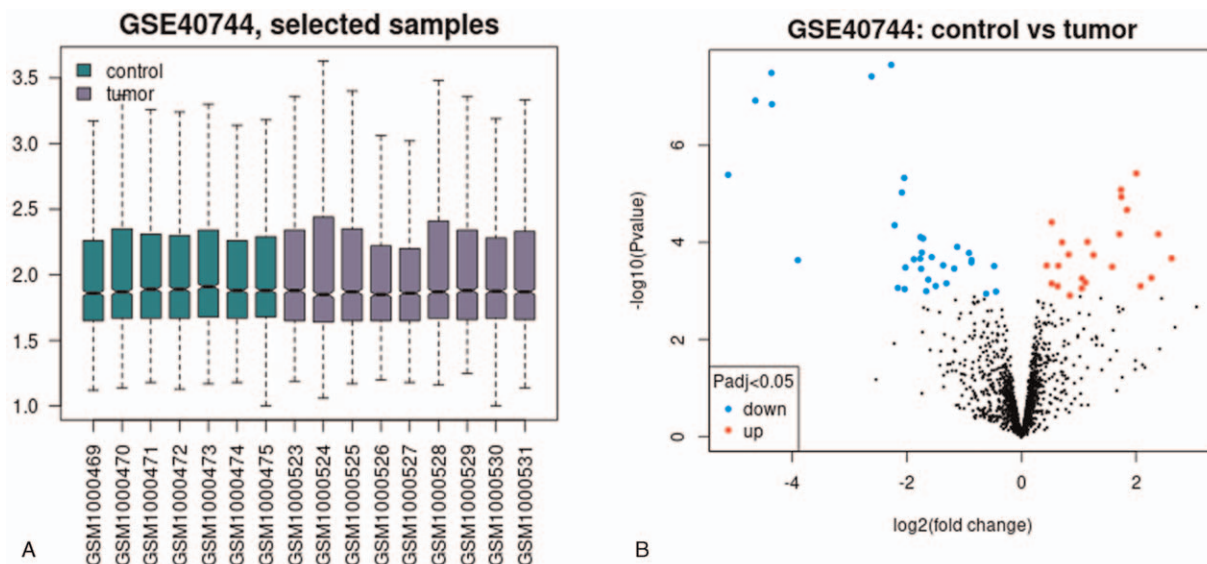 GSE40744, selected samples
control
tumor
3.5
3.0
2.5
2.0
1.5
1.0
GSM1000469
GSM1000470
GSM1000471
GSM1000472
GSM1000473
GSM1000474
GSM1000475
GSM1000523
GSM1000524
GSM1000525
GSM1000526
GSM1000527
GSM1000528
GSM1000529
GSM1000530
GSM1000531
A
GSE40744: control vs tumor
-log10(Pvalue)
6
4
2
0
Padj<0.05
down
up
-4
-2
0
2
log2(fold change)
B